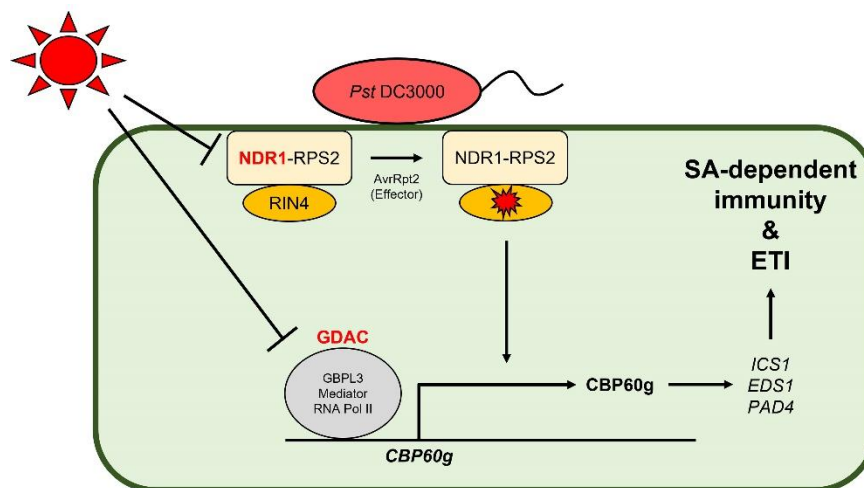 Pst DC3000
NDR1-RPS2
RIN4
AvrRpt2
(Effector)
NDR1-RPS2
SA-dependent
immunity
&
ETI
GDAC
GBPL3
Mediator
RNA Pol II
CBP60g
CBP60g
ICS1
EDS1
PAD4